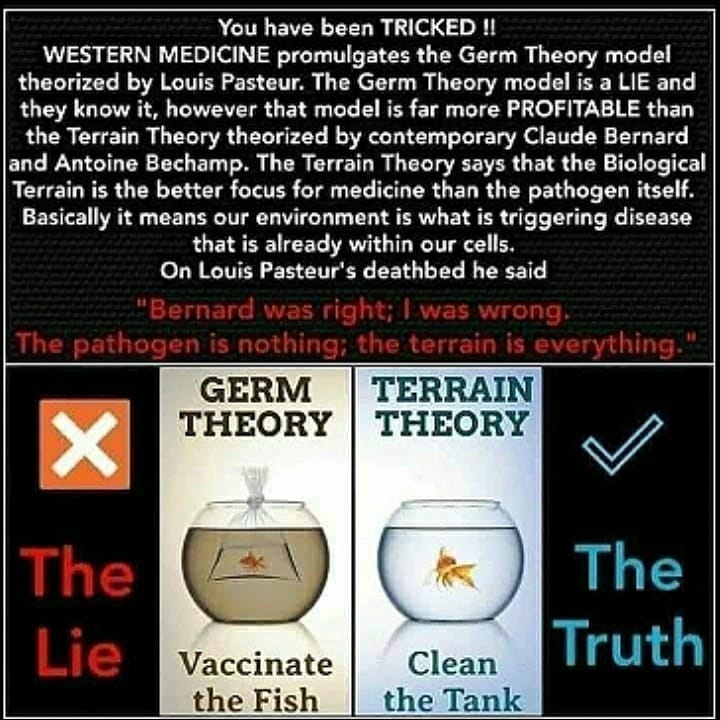 You have been TRICKED !!
WESTERN MEDICINE promulgates the Germ Theory model
theorized by Louis Pasteur. The Germ Theory model is a LIE and
they know it, however that model is far more PROFITABLE than
the Terrain Theory theorized by contemporary Claude Bernard
and Antoine Bechamp. The Terrain Theory says that the Biological
Terrain is the better focus for medicine than the pathogen itself.
Basically it means our environment is what is triggering disease
that is already within our cells.
On Louis Pasteur's deathbed he said
"Bernard was right; I was wrong.
The pathogen is nothing; the terrain is everything."
The
Lie
GERM
THEORY
Vaccinate
the Fish
TERRAIN
THEORY
Clean
the Tank
The
Truth